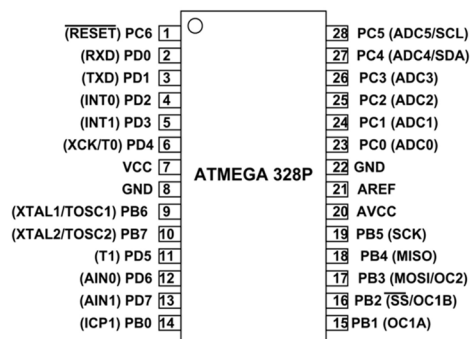 (RESET) PC6 1
(RXD) PD0 2
(TXD) PD1 3
(INT0) PD2 4
(INT1) PD3 5
(XCK/T0) PD4 6
VCC 7
GND 8
(XTAL1/TOSC1) PB6 9
(XTAL2/TOSC2) PB7 10
(T1) PD5 11
(AIN0) PD6 12
(AIN1) PD7 13
(ICP1) PB0 14
ATMEGA 328P
28 PC5 (ADC5/SCL)
27 PC4 (ADC4/SDA)
26 PC3 (ADC3)
25 PC2 (ADC2)
24 PC1 (ADC1)
23 PC0 (ADC0)
22 GND
21 AREF
20 AVCC
19 PB5 (SCK)
18 PB4 (MISO)
17 PB3 (MOSI/OC2)
16 PB2 (SS/OC1B)
15 PB1 (OC1A)